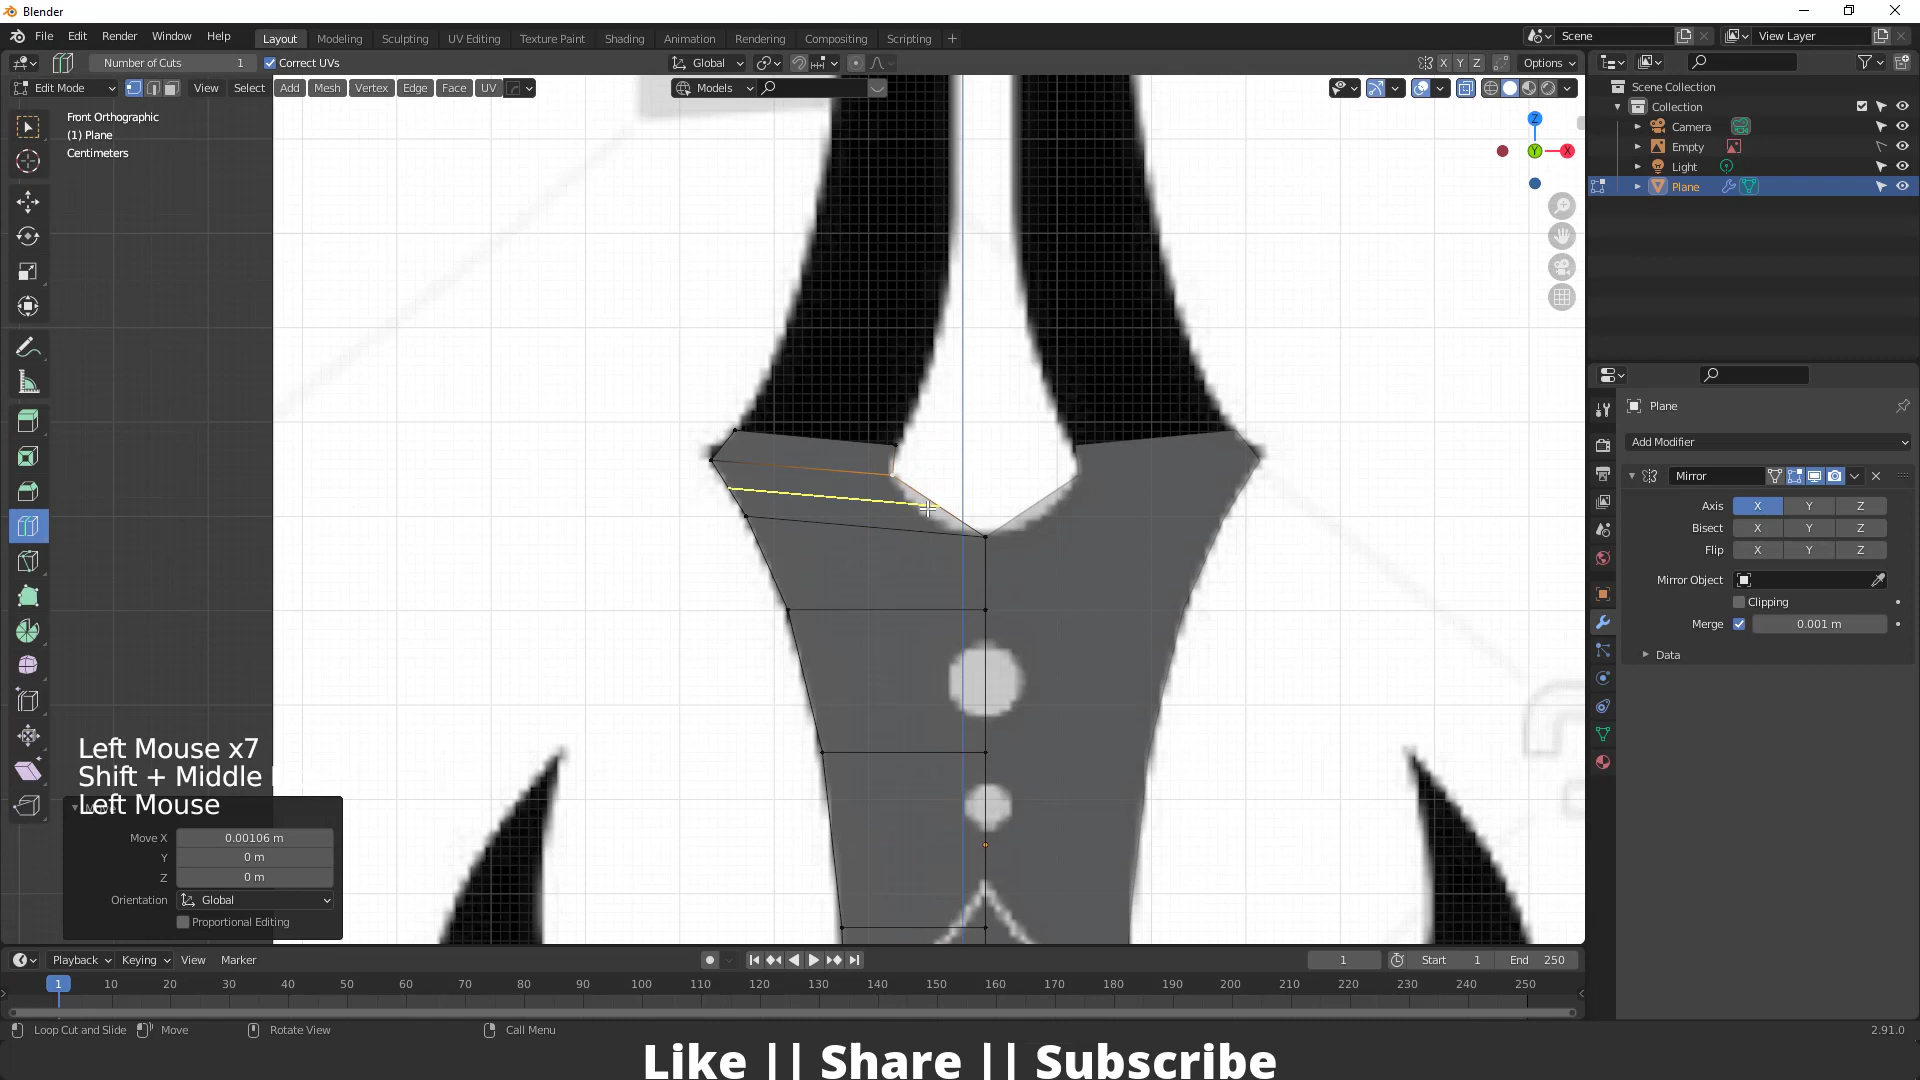 Blender
File Edit Render Window Help Layout Modeling Sculpting UV Editing Texture Paint Shading Animation Rendering Compositing Scripting + Scene View Layer
Number of Cuts 1 Correct UVs Global X Y Z Options
Edit Mode View Select Add Mesh Vertex Edge Face UV Models
Front Orthographic
(1) Plane
Centimeters
Z
Y
X
Scene Collection
Collection
Camera
Empty
Light
Plane
Plane
Add Modifier
Mirror
Axis X Y Z
Bisect X Y Z
Flip X Y Z
Mirror Object
Clipping
Merge 0.001 m
Data
Left Mouse x7
Shift + Middle
Left Mouse
Move X 0.00106 m
Y 0 m
Z 0 m
Orientation Global
Proportional Editing
Playback Keying View Marker 1 Start 1 End 250
1 10 20 30 40 50 60 70 80 90 100 110 120 130 140 150 160 170 180 190 200 210 220 230 240 250
Loop Cut and Slide Move Rotate View Call Menu 2.91.0
Like || Share || Subscribe